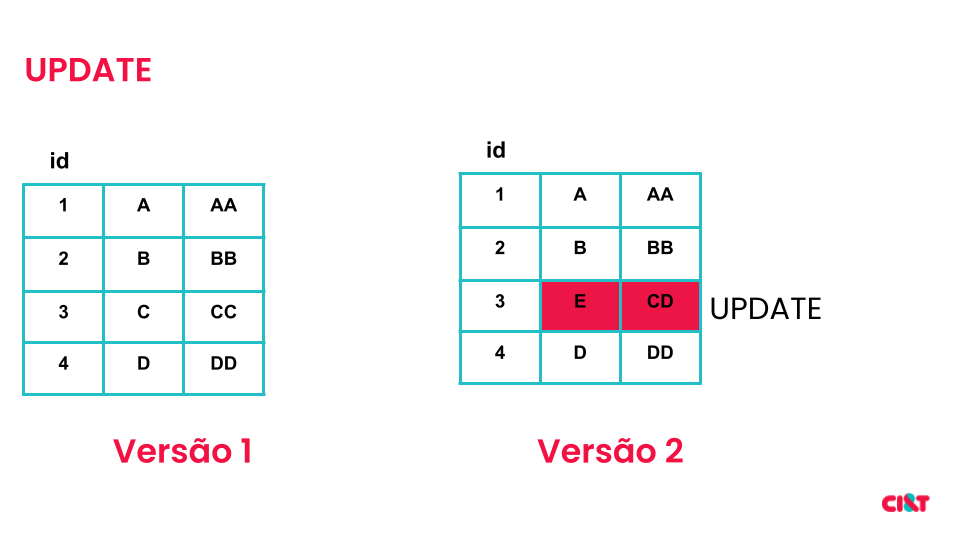 UPDATE
id
1 A AA
2 B BB
3 C CC
4 D DD
Versão 1
id
1 A AA
2 B BB
3 E CD UPDATE
4 D DD
Versão 2
CI&T